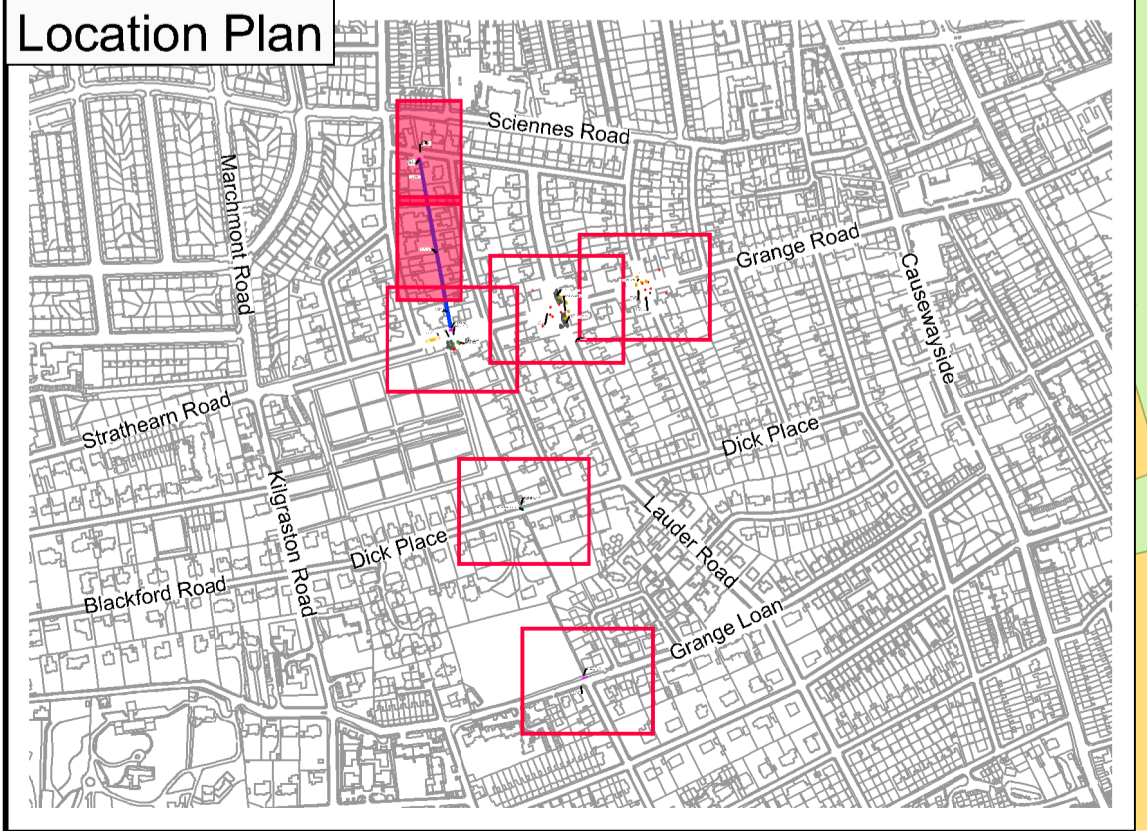 Location Plan
Sciennes Road
Marchmont Road
Grange Road
Causewayside
Strathearn Road
Dick Place
Kilgraston Road
Lauder Road
Dick Place
Blackford Road
Grange Loan